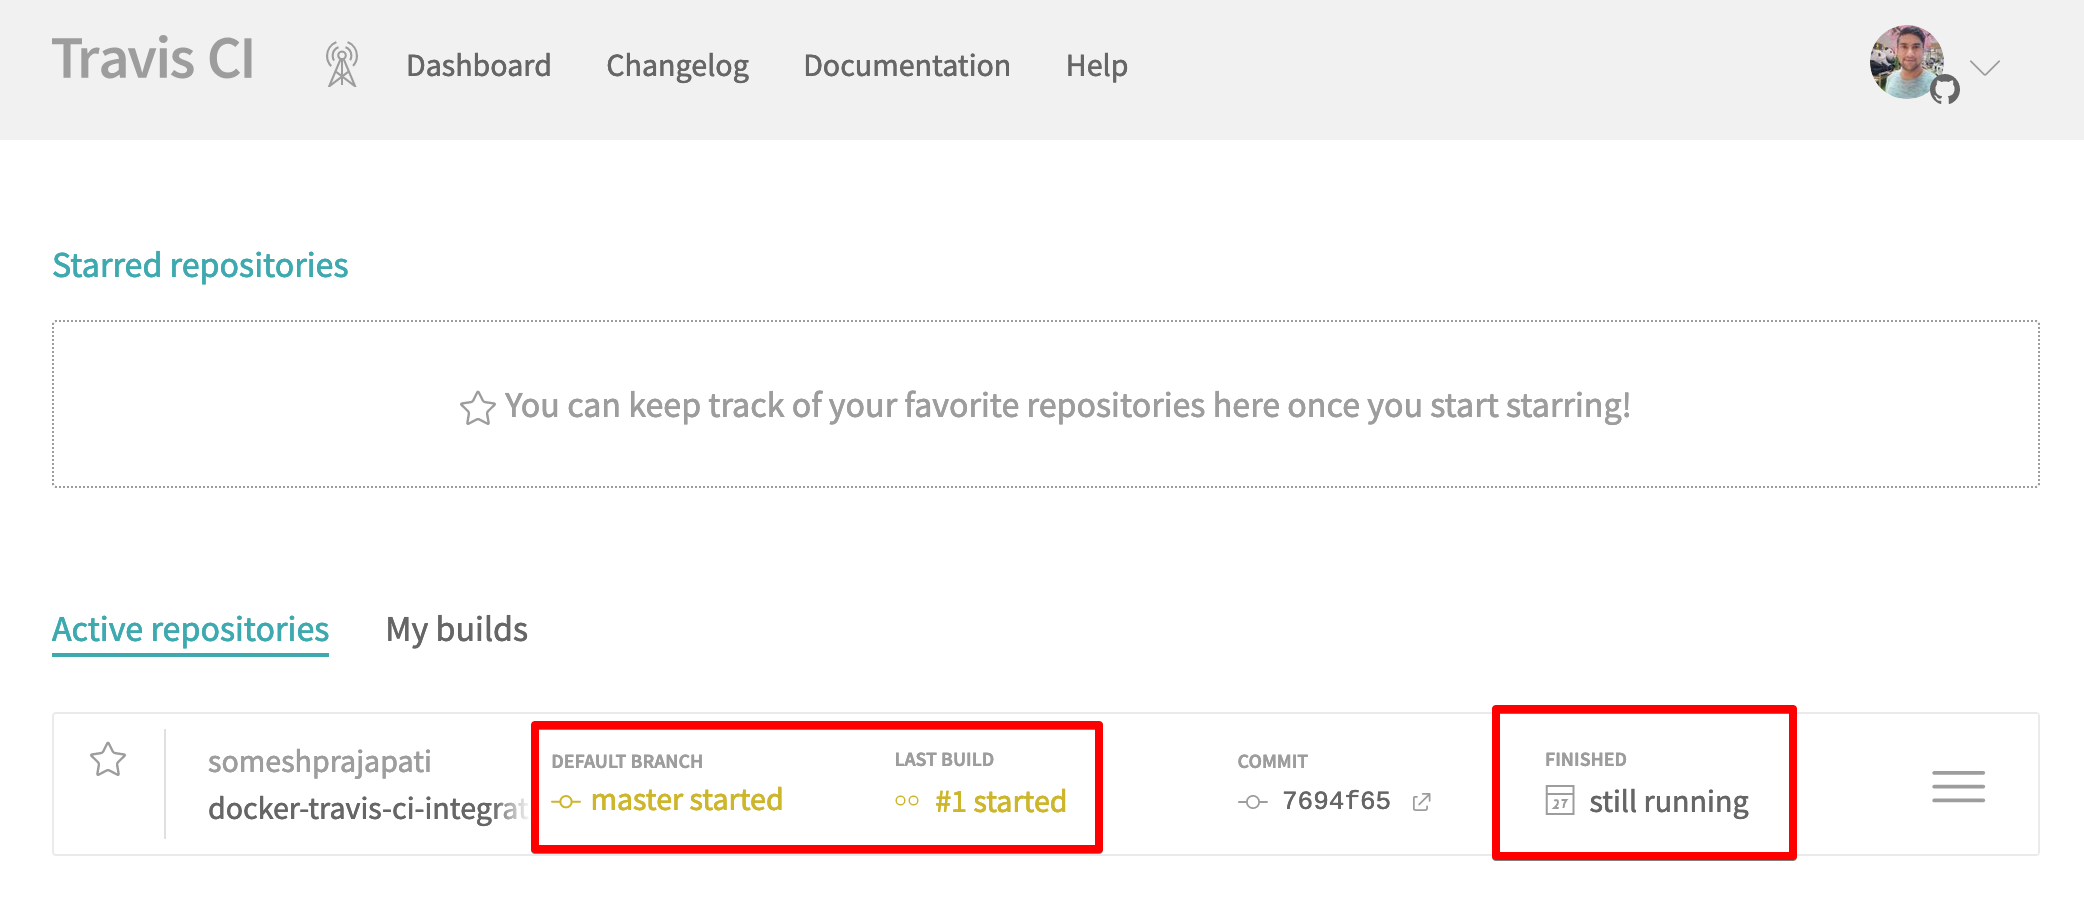 Travis CI Dashboard Changelog Documentation Help
Starred repositories
You can keep track of your favorite repositories here once you start starring!
Active repositories My builds
someshprajapati DEFAULT BRANCH LAST BUILD COMMIT FINISHED
docker-travis-ci-integrat master started #1 started 7694f65 27 still running